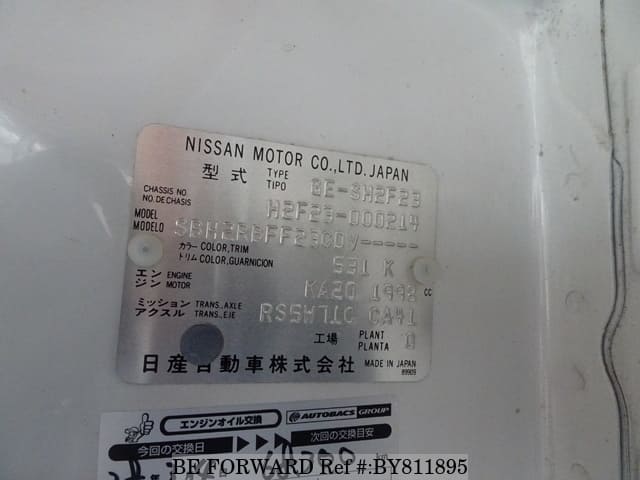 NISSAN MOTOR CO.,LTD. JAPAN
型式 TYPE TIPO GE-SH2F23
CHASSIS NO. NO. DE CHASIS H2F23-000214
MODEL MODELO
カラー COLOR, TRIM
トリム COLOR, GUARNICION 531 K
エンジン ENGINE MOTOR KA20 1998 CC
ミッション TRANS., AXLE
アクスル TRANS., EJE RS5W71C CA41
工場 PLANT PLANTA
日産自動車株式会社 MADE IN JAPAN
89909
エンジンオイル交換 AUTOBACS GROUP
今回の交換日 次回の交換目安
km
BE FORWARD Ref #:BY811895